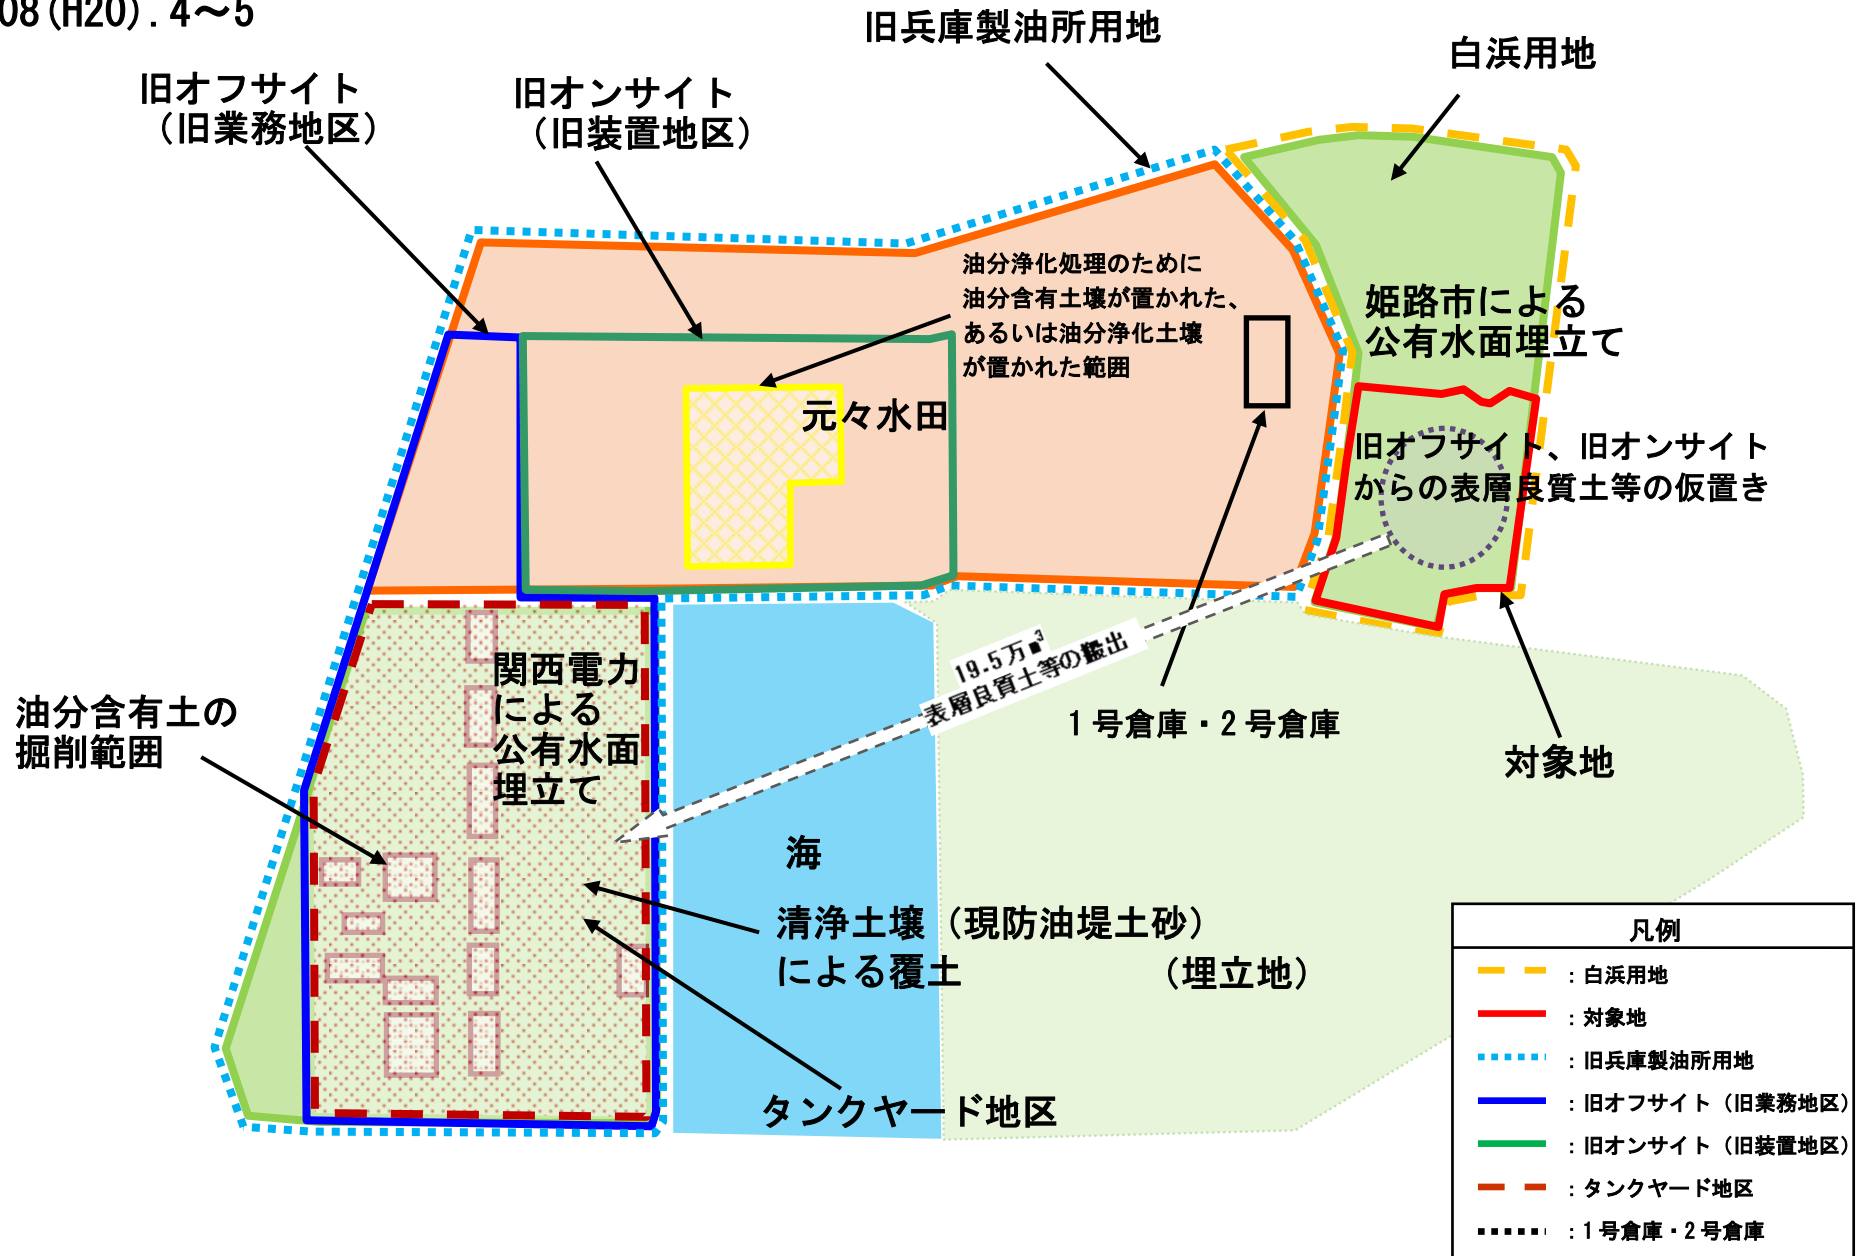 08(H20).4～5
旧兵庫製油所用地
白浜用地
旧オフサイト
（旧業務地区）
旧オンサイト
（旧装置地区）
油分浄化処理のために
油分含有土壌が置かれた、
あるいは油分浄化土壌
が置かれた範囲
姫路市による
公有水面埋立て
元々水田
旧オフサイト、旧オンサイト
からの表層良質土等の仮置き
19.5万㎥
表層良質土等の搬出
関西電力
による
公有水面
埋立て
油分含有土の
掘削範囲
1号倉庫・2号倉庫
対象地
海
清浄土壌（現防油堤土砂）
による覆土
（埋立地）
タンクヤード地区
凡例
：白浜用地
：対象地
：旧兵庫製油所用地
：旧オフサイト（旧業務地区）
：旧オンサイト（旧装置地区）
：タンクヤード地区
：1号倉庫・2号倉庫